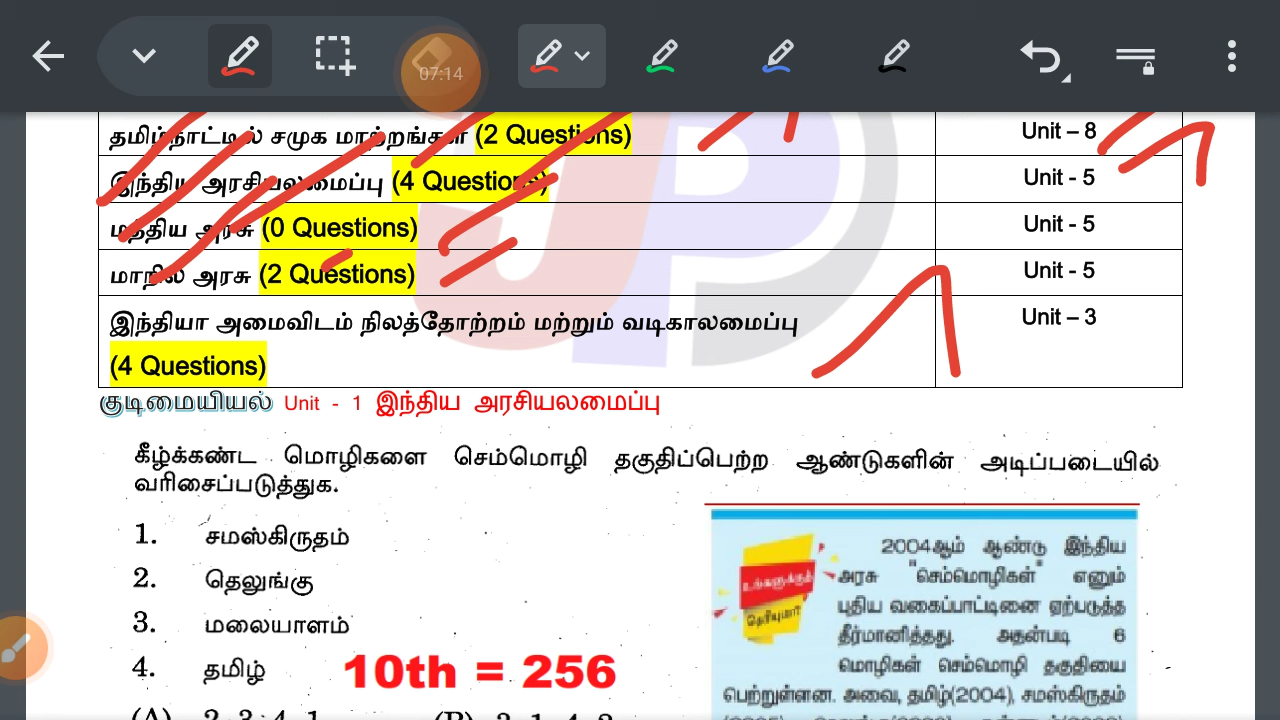 07:14
தமிழ்நாட்டில் சமுக மாற்றங்கள் (2 Questions) Unit – 8
இந்திய அரசியலமைப்பு (4 Questions) Unit - 5
மத்திய அரசு (0 Questions) Unit - 5
மாநில அரசு (2 Questions) Unit - 5
இந்தியா அமைவிடம் நிலத்தோற்றம் மற்றும் வடிகாலமைப்பு Unit – 3
(4 Questions)
குடிமையியல் Unit - 1 இந்திய அரசியலமைப்பு
கீழ்க்கண்ட மொழிகளை செம்மொழி தகுதிப்பெற்ற ஆண்டுகளின் அடிப்படையில்
வரிசைப்படுத்துக.
1. சமஸ்கிருதம்
2. தெலுங்கு
3. மலையாளம்
4. தமிழ்
10th = 256
உங்களுக்குத்
தெரியுமா?
2004ஆம் ஆண்டு இந்திய
அரசு "செம்மொழிகள்" எனும்
புதிய வகைப்பாட்டினை ஏற்படுத்த
தீர்மானித்தது. அதன்படி 6
மொழிகள் செம்மொழி தகுதியை
பெற்றுள்ளன. அவை, தமிழ்(2004), சமஸ்கிருதம்